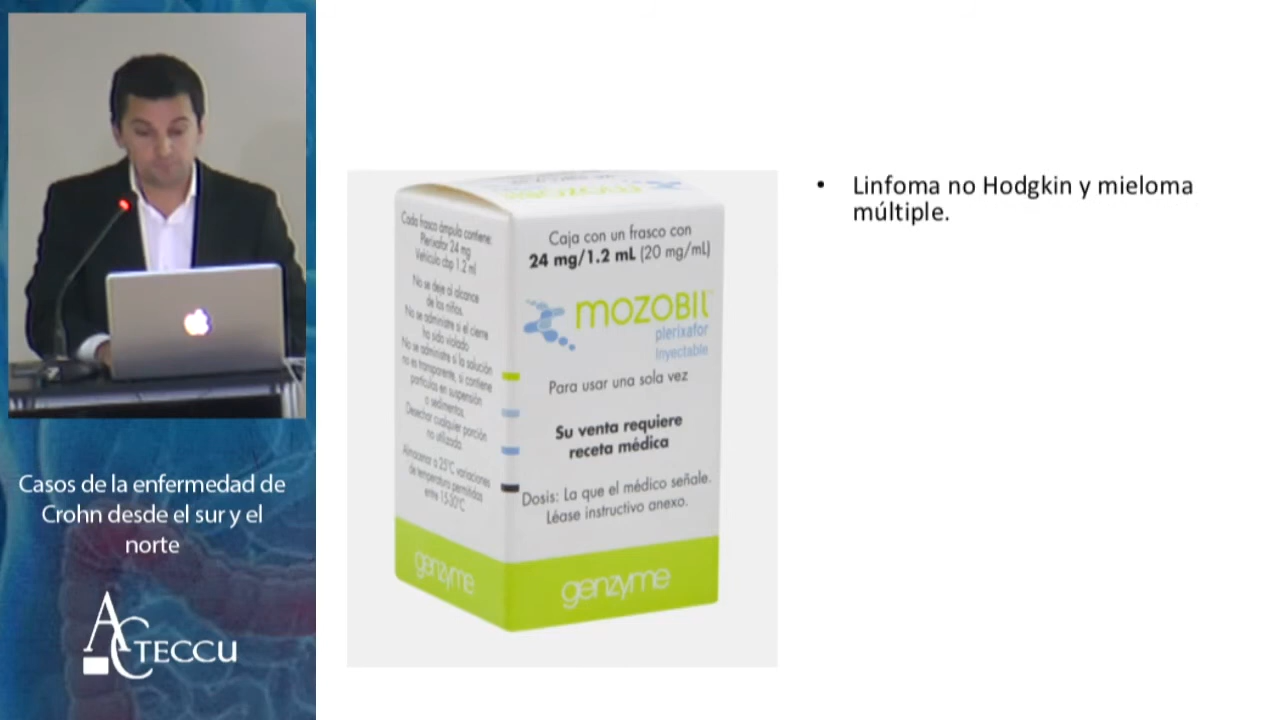 Casos de la enfermedad de
Crohn desde el sur y el
norte
ACTECCU
Cada frasco ámpula contiene:
Plerixafor 24 mg
Vehículo cbp 1.2 ml
No se deje al alcance
de los niños.
No se administre si el cierre
ha sido violado
No se administre si la solución
no es transparente, si contiene
partículas en suspensión
o sedimentos.
Deséchar cualquier porción
no utilizada.
Almacenar a 25°C variaciones
de temperatura permitidas
entre 15-30°C
genzyme
Caja con un frasco con
24 mg/1.2 mL (20 mg/mL)
mozobil
plerixafor
Inyectable
Para usar una sola vez
Su venta requiere
receta médica
Dosis: La que el médico señale.
Léase instructivo anexo.
genzyme
• Linfoma no Hodgkin y mieloma
múltiple.